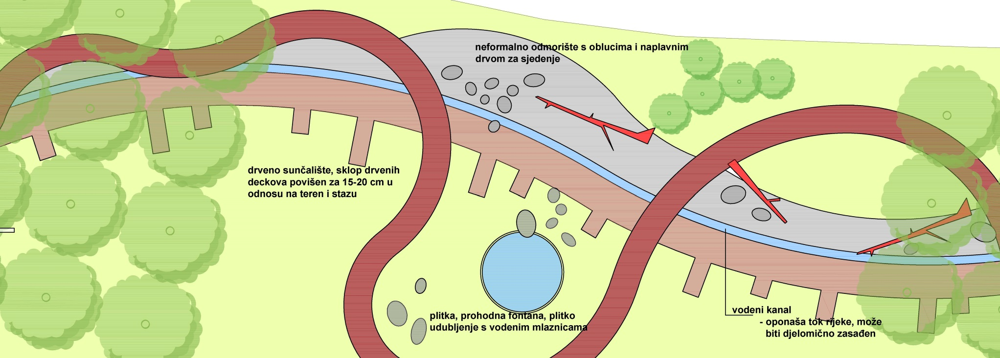 neformalno odmorište s oblucima i naplavnim
drvom za sjedenje
drveno sunčalište, sklop drvenih
deckova povišen za 15-20 cm u
odnosu na teren i stazu
plitka, prohodna fontana, plitko
udubljenje s vodenim mlaznicama
vodeni kanal
- oponaša tok rijeke, može
biti djelomično zasađen